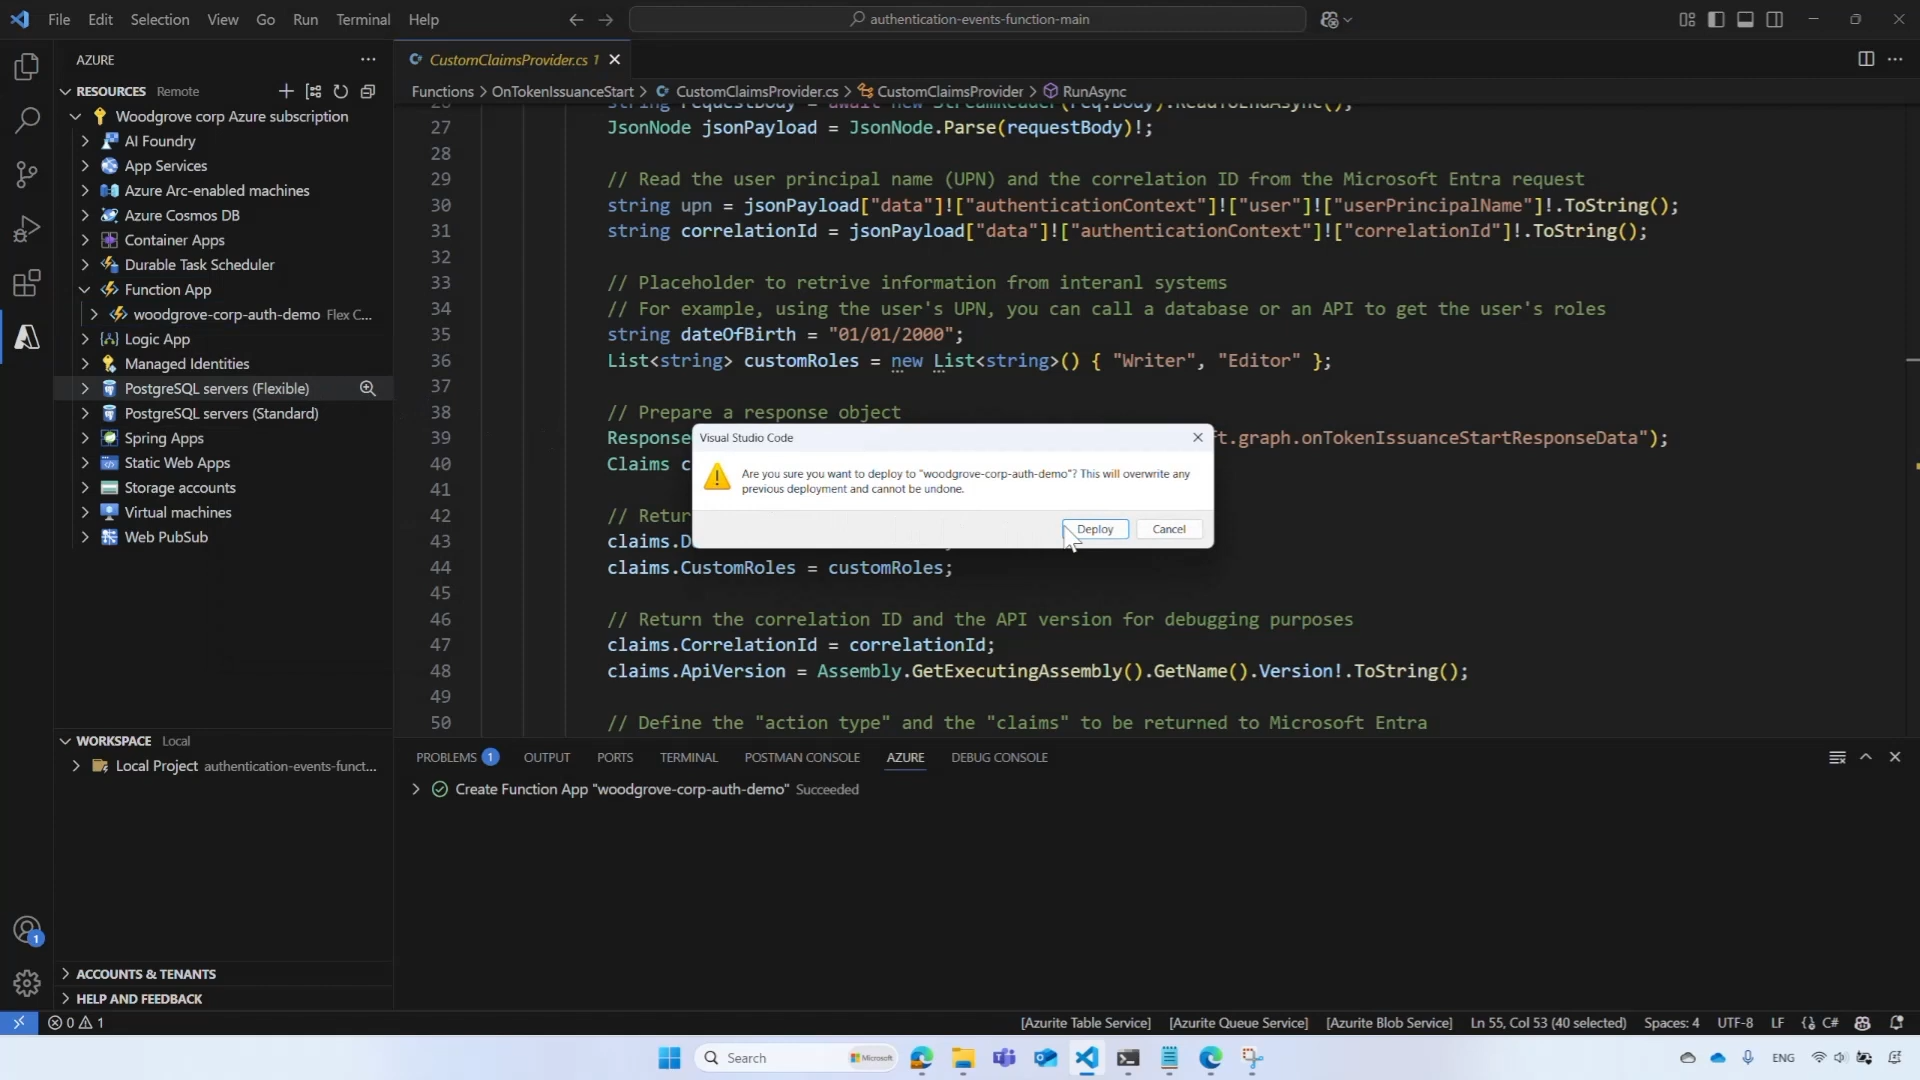 File Edit Selection View Go Run Terminal Help
authentication-events-function-main
AZURE
RESOURCES Remote
Woodgrove corp Azure subscription
AI Foundry
App Services
Azure Arc-enabled machines
Azure Cosmos DB
Container Apps
Durable Task Scheduler
Function App
woodgrove-corp-auth-demo Flex C...
Logic App
Managed Identities
PostgreSQL servers (Flexible)
PostgreSQL servers (Standard)
Spring Apps
Static Web Apps
Storage accounts
Virtual machines
Web PubSub
WORKSPACE Local
Local Project authentication-events-funct...
ACCOUNTS & TENANTS
HELP AND FEEDBACK
CustomClaimsProvider.cs 1
Functions > OnTokenIssuanceStart > CustomClaimsProvider.cs > CustomClaimsProvider > RunAsync
26 string requestBody = await new StreamReader(req.Body).ReadToEndAsync();
27 JsonNode jsonPayload = JsonNode.Parse(requestBody)!;
28
29 // Read the user principal name (UPN) and the correlation ID from the Microsoft Entra request
30 string upn = jsonPayload["data"]!["authenticationContext"]!["user"]!["userPrincipalName"]!.ToString();
31 string correlationId = jsonPayload["data"]!["authenticationContext"]!["correlationId"]!.ToString();
32
33 // Placeholder to retrive information from interanl systems
34 // For example, using the user's UPN, you can call a database or an API to get the user's roles
35 string dateOfBirth = "01/01/2000";
36 List<string> customRoles = new List<string>() { "Writer", "Editor" };
37
38 // Prepare a response object
39 Response ft.graph.onTokenIssuanceStartResponseData");
40 Claims c
41
42 // Retur
43 claims.D
44 claims.CustomRoles = customRoles;
45
46 // Return the correlation ID and the API version for debugging purposes
47 claims.CorrelationId = correlationId;
48 claims.ApiVersion = Assembly.GetExecutingAssembly().GetName().Version!.ToString();
49
50 // Define the "action type" and the "claims" to be returned to Microsoft Entra
Visual Studio Code
Are you sure you want to deploy to "woodgrove-corp-auth-demo"? This will overwrite any
previous deployment and cannot be undone.
Deploy Cancel
PROBLEMS 1 OUTPUT PORTS TERMINAL POSTMAN CONSOLE AZURE DEBUG CONSOLE
Create Function App "woodgrove-corp-auth-demo" Succeeded
1
0 1 [Azurite Table Service] [Azurite Queue Service] [Azurite Blob Service] Ln 55, Col 53 (40 selected) Spaces: 4 UTF-8 LF {} C#
Search Microsoft ENG